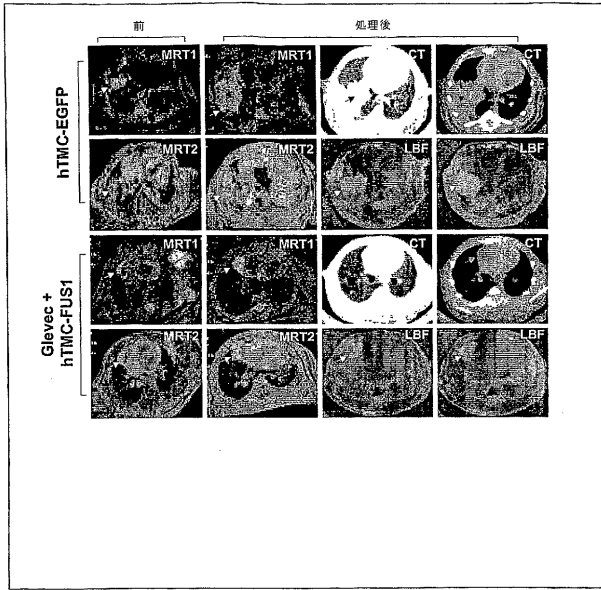 前 処理後
hTMC-EGFP
MRT1 MRT1 CT CT
MRT2 MRT2 LBF LBF
Glevec +
hTMC-FUS1
MRT1 MRT1 CT CT
MRT2 MRT2 LBF LBF